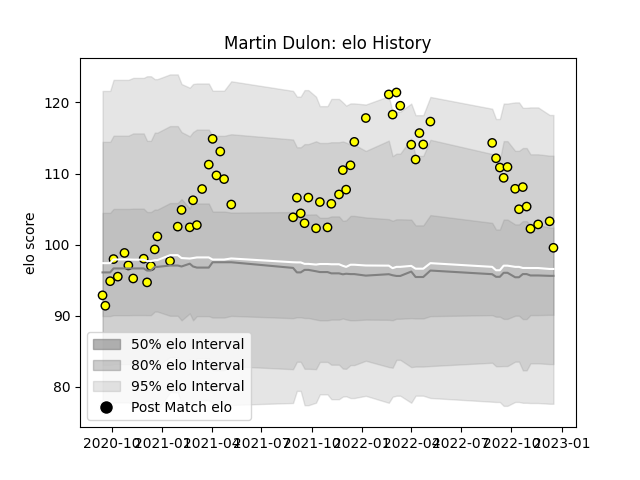 Martin Dulon: elo History
120
110
100
90
80
elo score
50% elo Interval
80% elo Interval
95% elo Interval
Post Match elo
2020-10 2021-01 2021-04 2021-07 2021-10 2022-01 2022-04 2022-07 2022-10 2023-01